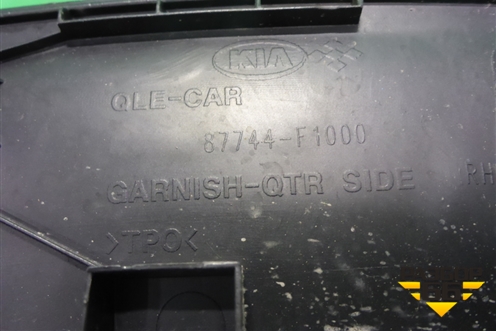 KIA
QLE-CAR
87744-F1000
GARNISH-QTR SIDE RH
>TPO<